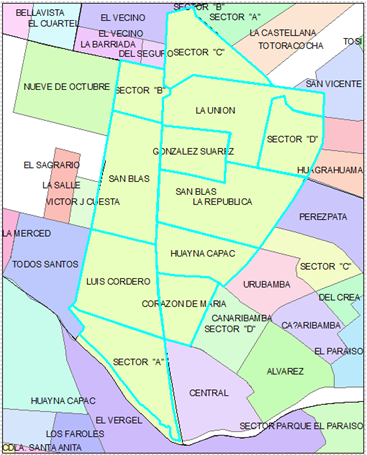 SECTOR "B"
BELLAVISTA
EL VECINO
SECTOR "A"
EL CUARTEL
EL VECINO
LA CASTELLANA
LA BARRIADA
TOTORACOCHA
TOSI
DEL SEGURO
SECTOR "C"
NUEVE DE OCTUBRE
SECTOR "B"
SAN VICENTE
LA UNION
SECTOR "D"
GONZALEZ SUAREZ
EL SAGRARIO
HUAGRAHUAMA
SAN BLAS
LA SALLE
SAN BLAS
LA REPUBLICA
VICTOR J CUESTA
PEREZPATA
LA MERCED
HUAYNA CAPAC
TODOS SANTOS
SECTOR "C"
LUIS CORDERO
URUBAMBA
CORAZON DE MARIA
DEL CREA
CANARIBAMBA
SECTOR "D"
CA?ARIBAMBA
EL PARAISO
SECTOR "A"
ALVAREZ
HUAYNA CAPAC
CENTRAL
EL VERGEL
SECTOR PARQUE EL PARAISO
LOS FAROLES
CDLA. SANTA ANITA